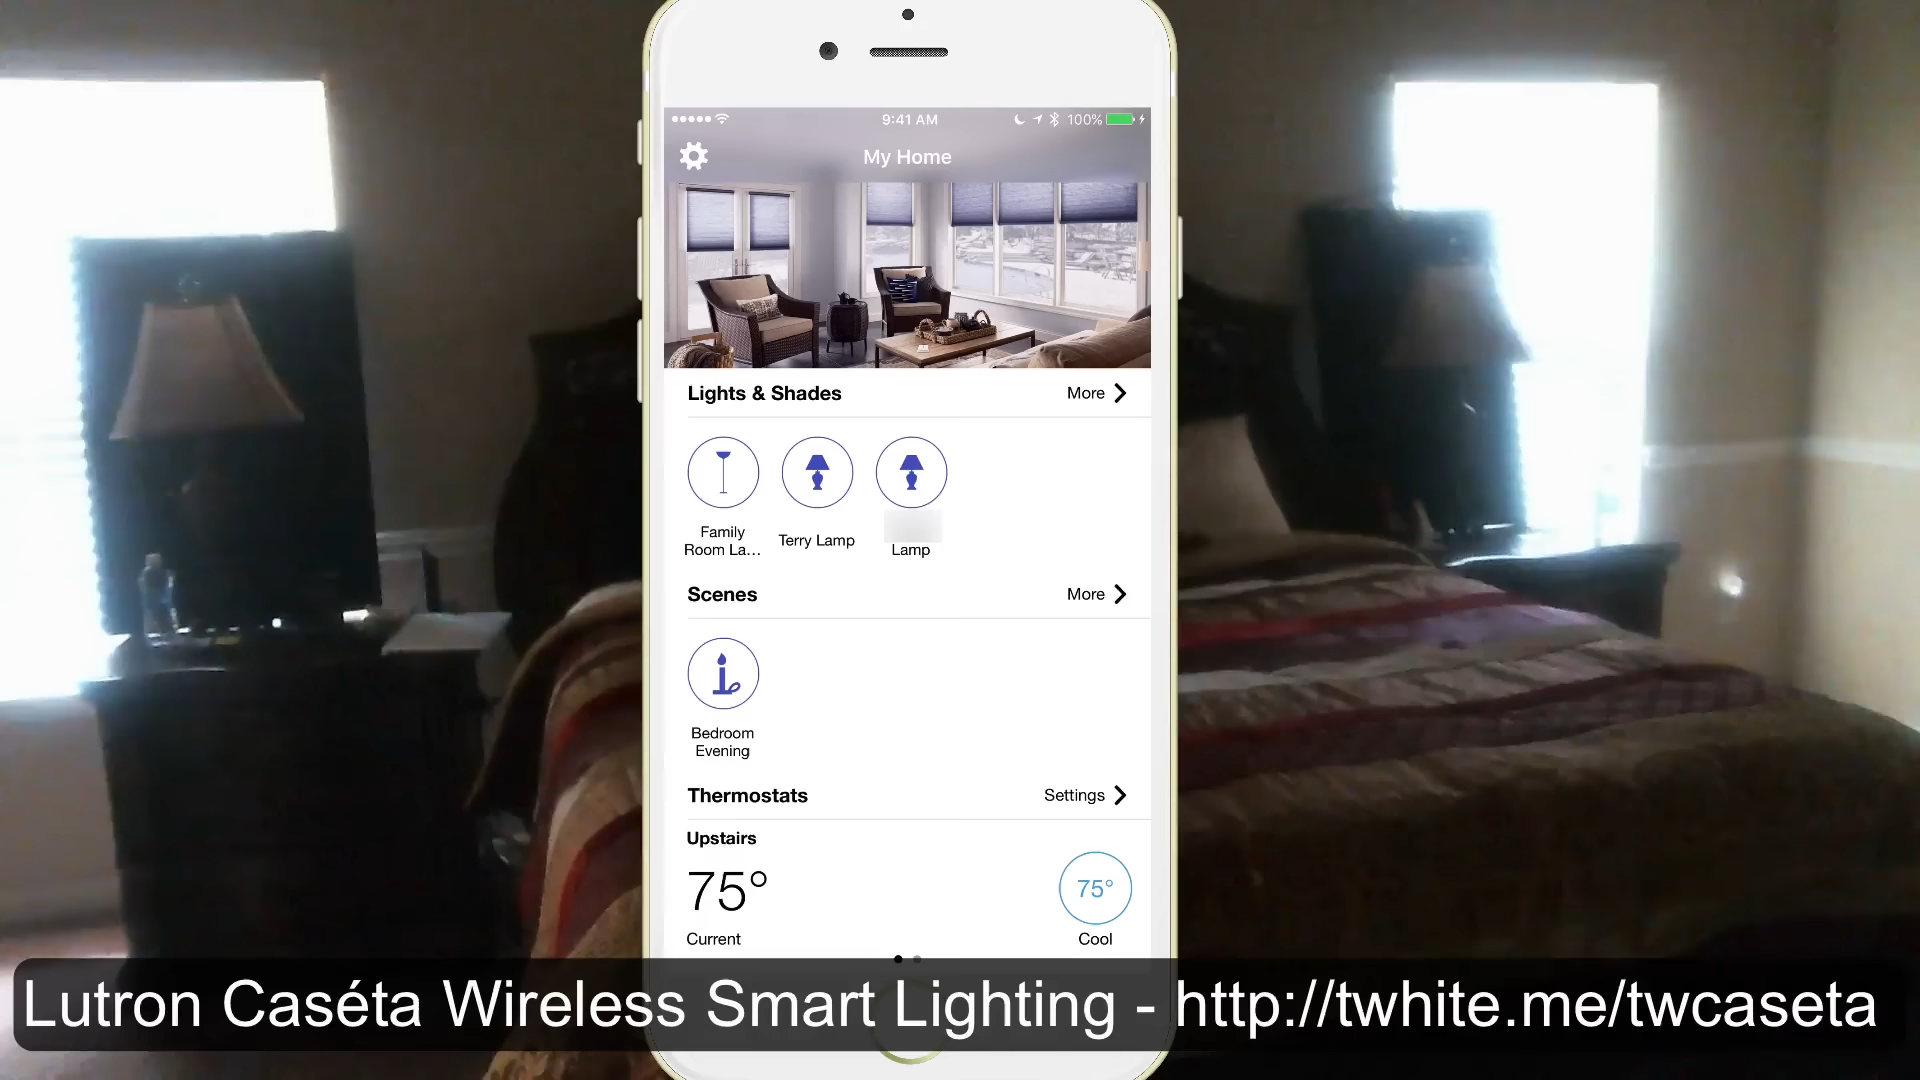 9:41 AM
100%
My Home
Lights & Shades
More
Family
Room La...
Terry Lamp
Lamp
Scenes
More
Bedroom
Evening
Thermostats
Settings
Upstairs
75°
75°
Current
Cool
Lutron Caséta Wireless Smart Lighting - http://twhite.me/twcaseta